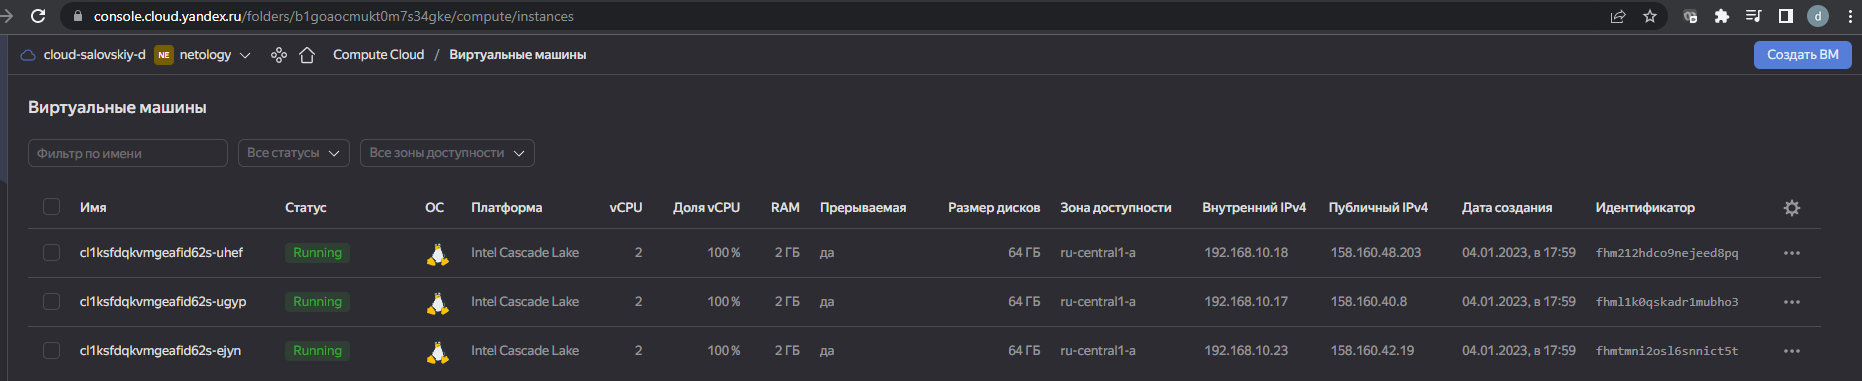 console.cloud.yandex.ru/folders/b1goaocmukt0m7s34gke/compute/instances
d
cloud-salovskiy-d NE netology Compute Cloud / Виртуальные машины Создать ВМ
Виртуальные машины
Фильтр по имени Все статусы Все зоны доступности
Имя Статус ОС Платформа vCPU Доля vCPU RAM Прерываемая Размер дисков Зона доступности Внутренний IPv4 Публичный IPv4 Дата создания Идентификатор
cl1ksfdqkvmgeafid62s-uhef Running Intel Cascade Lake 2 100 % 2 ГБ да 64 ГБ ru-central1-a 192.168.10.18 158.160.48.203 04.01.2023, в 17:59 fhm212hdco9nejeed8pq
cl1ksfdqkvmgeafid62s-ugyp Running Intel Cascade Lake 2 100 % 2 ГБ да 64 ГБ ru-central1-a 192.168.10.17 158.160.40.8 04.01.2023, в 17:59 fhml1k0qskadr1mubho3
cl1ksfdqkvmgeafid62s-ejyn Running Intel Cascade Lake 2 100 % 2 ГБ да 64 ГБ ru-central1-a 192.168.10.23 158.160.42.19 04.01.2023, в 17:59 fhmtmni2osl6snnict5t